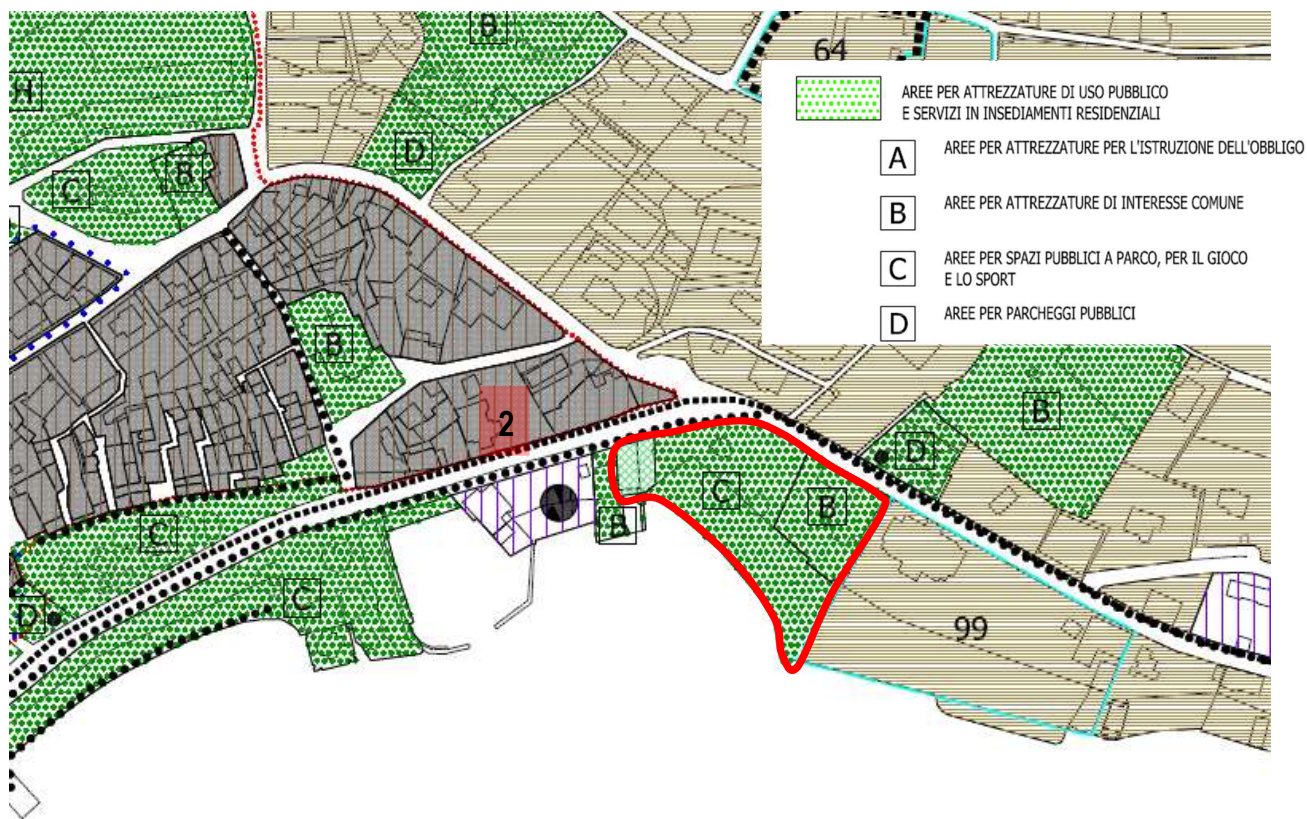 B
64
H
AREE PER ATTREZZATURE DI USO PUBBLICO
E SERVIZI IN INSEDIAMENTI RESIDENZIALI
D
A AREE PER ATTREZZATURE PER L'ISTRUZIONE DELL'OBBLIGO
C
B
B AREE PER ATTREZZATURE DI INTERESSE COMUNE
C AREE PER SPAZI PUBBLICI A PARCO, PER IL GIOCO
E LO SPORT
D AREE PER PARCHEGGI PUBBLICI
B
B
2
D
C
B
C
B
C
D
99